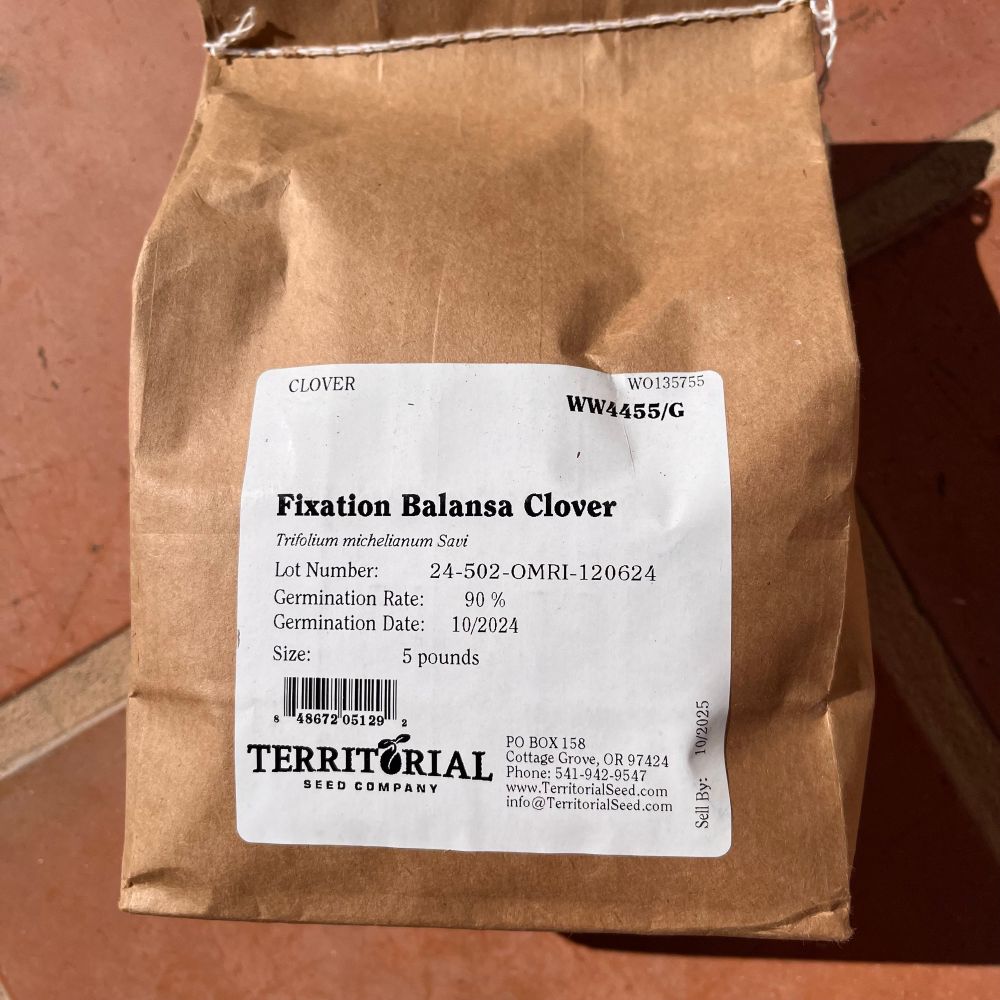 CLOVER
WO135755
WW4455/G
Fixation Balansa Clover
Trifolium michelianum Savi
Lot Number: 24-502-OMRI-120624
Germination Rate: 90 %
Germination Date: 10/2024
Size: 5 pounds
8 48672 05129 2
TERRITORIAL
SEED COMPANY
PO BOX 158
Cottage Grove, OR 97424
Phone: 541-942-9547
www.TerritorialSeed.com
info@TerritorialSeed.com
Sell By: 10/2025